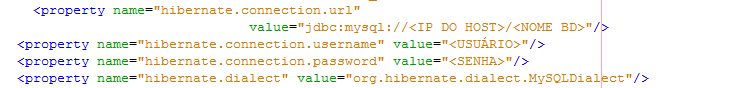 <property name="hibernate.connection.url"
value="jdbc:mysql://<IP DO HOST>/<NOME BD>"/>
<property name="hibernate.connection.username" value="<USUÁRIO>"/>
<property name="hibernate.connection.password" value="<SENHA>"/>
<property name="hibernate.dialect" value="org.hibernate.dialect.MySQLDialect"/>